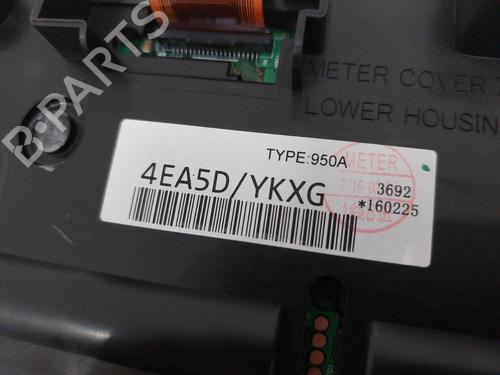 METER COVER
LOWER HOUSIN
B-PARTS
TYPE:950A
4EA5D/YKXG
METER
3692
*160225